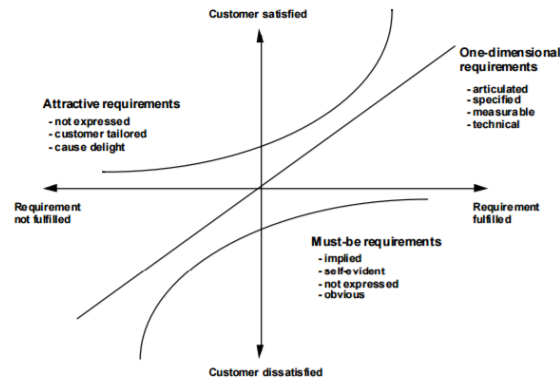 Customer satisfied
One-dimensional
requirements
- articulated
- specified
- measurable
- technical
Attractive requirements
- not expressed
- customer tailored
- cause delight
Requirement
not fulfilled
Requirement
fulfilled
Must-be requirements
- implied
- self-evident
- not expressed
- obvious
Customer dissatisfied